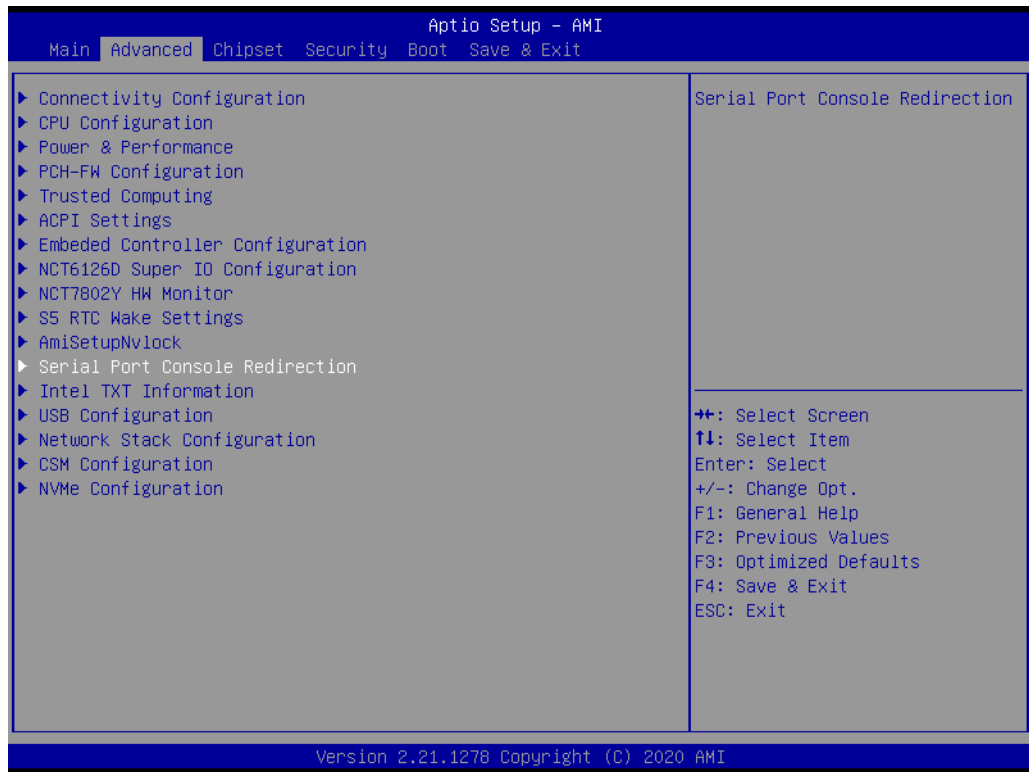 Aptio Setup – AMI
Main Advanced Chipset Security Boot Save & Exit
▶ Connectivity Configuration
▶ CPU Configuration
▶ Power & Performance
▶ PCH-FW Configuration
▶ Trusted Computing
▶ ACPI Settings
▶ Embeded Controller Configuration
▶ NCT6126D Super IO Configuration
▶ NCT7802Y HW Monitor
▶ S5 RTC Wake Settings
▶ AmiSetupNvlock
▶ Serial Port Console Redirection
▶ Intel TXT Information
▶ USB Configuration
▶ Network Stack Configuration
▶ CSM Configuration
▶ NVMe Configuration
Serial Port Console Redirection
→←: Select Screen
↑↓: Select Item
Enter: Select
+/-: Change Opt.
F1: General Help
F2: Previous Values
F3: Optimized Defaults
F4: Save & Exit
ESC: Exit
Version 2.21.1278 Copyright (C) 2020 AMI